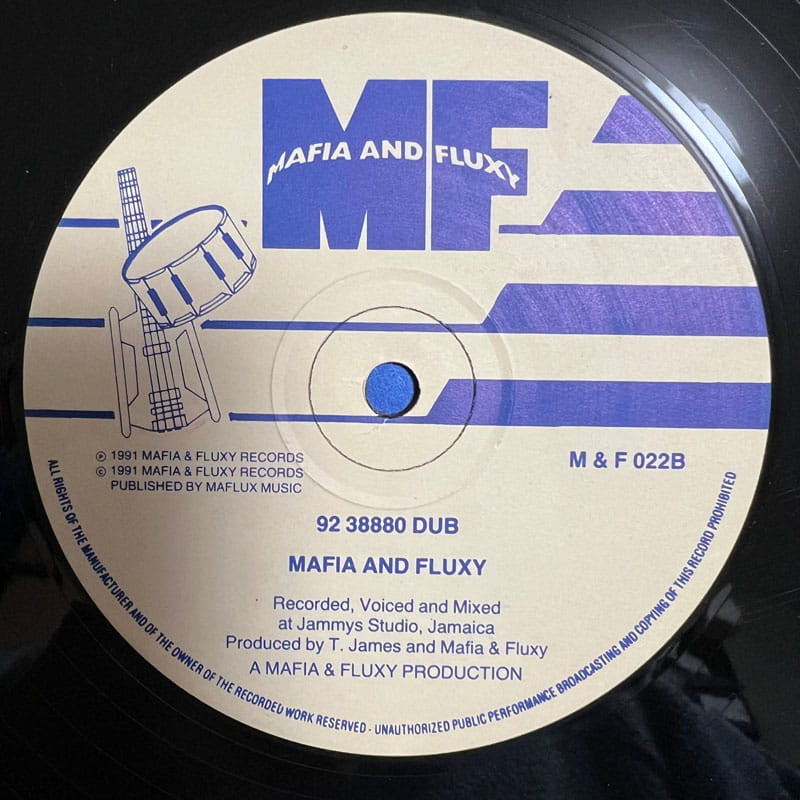 MF
MAFIA AND FLUXY
℗ 1991 MAFIA & FLUXY RECORDS
© 1991 MAFIA & FLUXY RECORDS
PUBLISHED BY MAFLUX MUSIC
M & F 022B
92 38880 DUB
MAFIA AND FLUXY
Recorded, Voiced and Mixed
at Jammys Studio, Jamaica
Produced by T. James and Mafia & Fluxy
A MAFIA & FLUXY PRODUCTION
ALL RIGHTS OF THE MANUFACTURER AND OF THE OWNER OF THE RECORDED WORK RESERVED - UNAUTHORIZED PUBLIC PERFORMANCE BROADCASTING AND COPYING OF THIS RECORD PROHIBITED